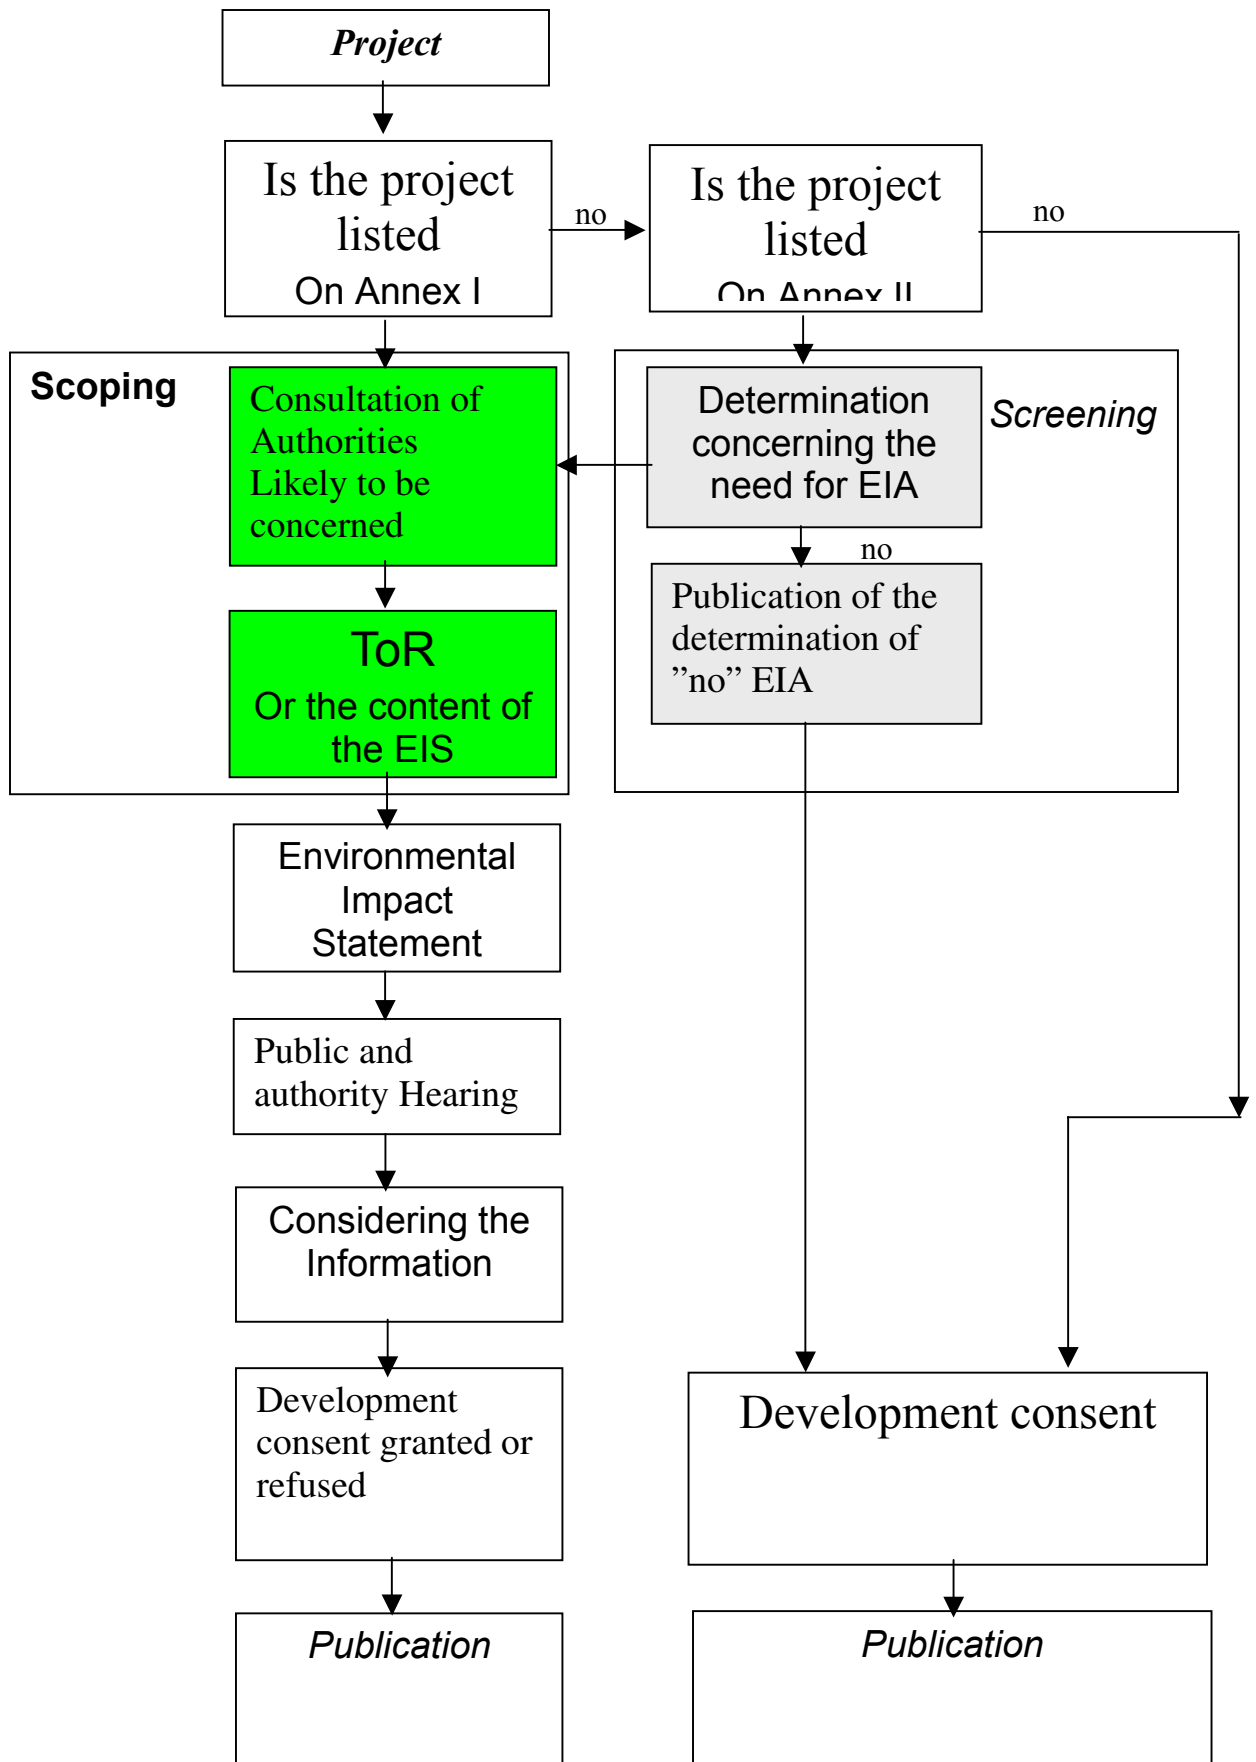 Project
Is the project
listed
On Annex I
no
Is the project
listed
On Annex II
no
Scoping
Consultation of
Authorities
Likely to be
concerned
Determination
concerning the
need for EIA
Screening
no
Publication of the
determination of
”no” EIA
ToR
Or the content of
the EIS
Environmental
Impact
Statement
Public and
authority Hearing
Considering the
Information
Development
consent granted or
refused
Development consent
Publication
Publication